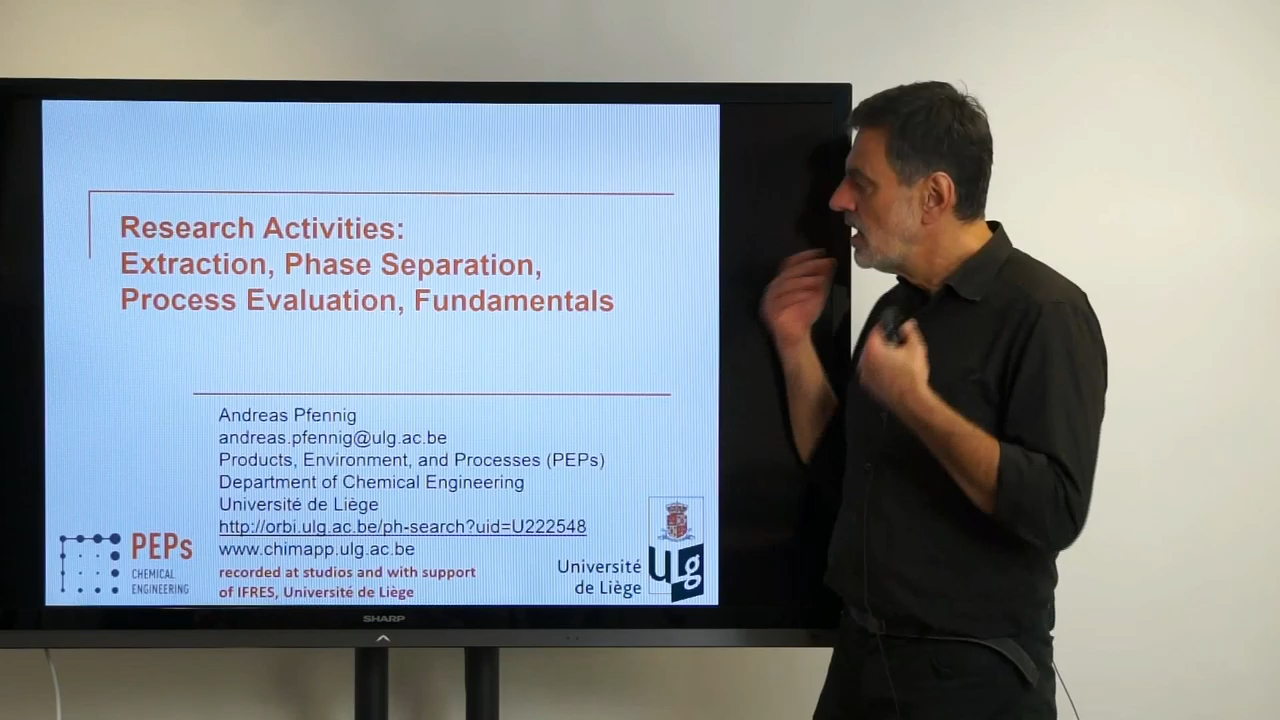 Research Activities:
Extraction, Phase Separation,
Process Evaluation, Fundamentals
Andreas Pfennig
andreas.pfennig@ulg.ac.be
Products, Environment, and Processes (PEPs)
Department of Chemical Engineering
Université de Liège
http://orbi.ulg.ac.be/ph-search?uid=U222548
www.chimapp.ulg.ac.be
recorded at studios and with support
of IFRES, Université de Liège
PEPs
CHEMICAL
ENGINEERING
Université
de Liège
ulg
SHARP